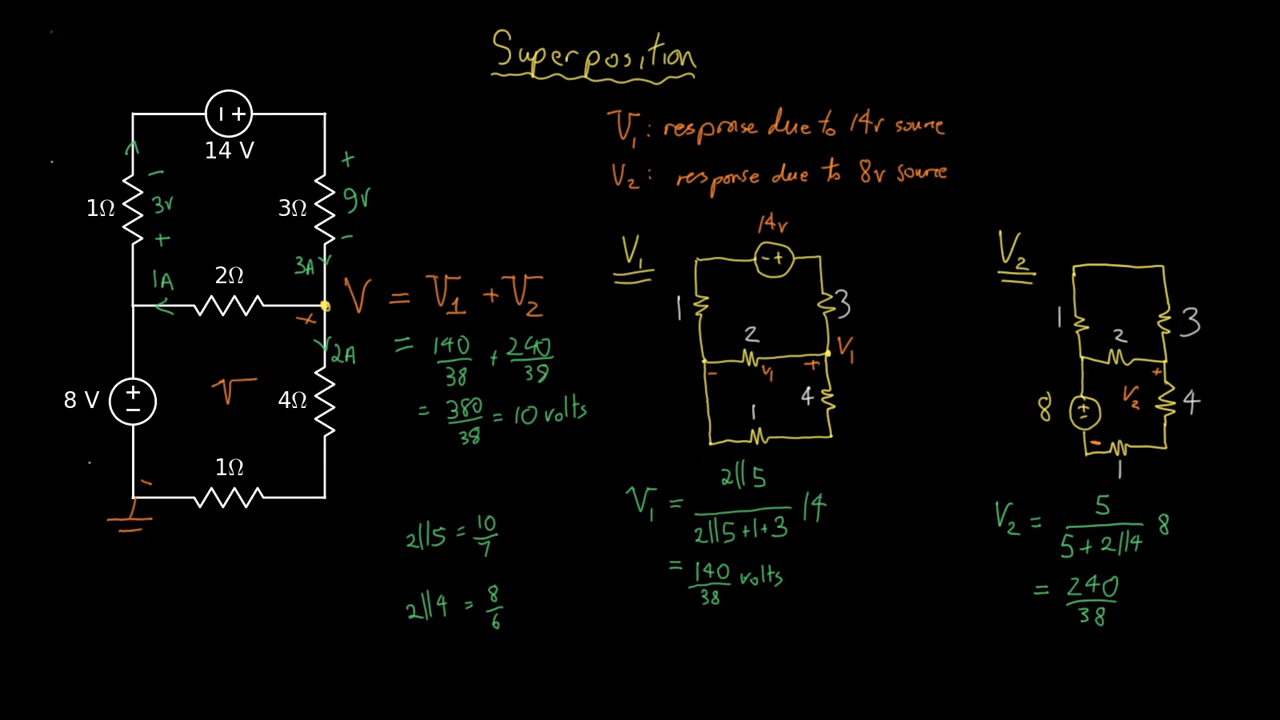 Superposition
V₁: response due to 14v source
V₂: response due to 8v source
14 V
1Ω
- 3v +
3Ω
+ 9v -
1A
2Ω
3A
2A
8 V
+ -
V
4Ω
1Ω
V = V₁ + V₂
= 140/38 + 240/38
= 380/38 = 10 volts
2||5 = 10/7
2||4 = 8/6
V₁
14v
- +
1
3
2
- V₁ +
V₁
4
1
V₁ = 2||5 / 2||5+1+3 14
= 140/38 volts
V₂
1
3
2
8
+ -
+ V₂ -
4
1
V₂ = 5 / 5+2||4 8
= 240/38